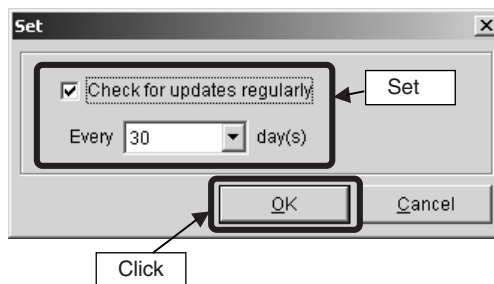 Set
Check for updates regularly
Set
Every 30 day(s)
OK Cancel
Click